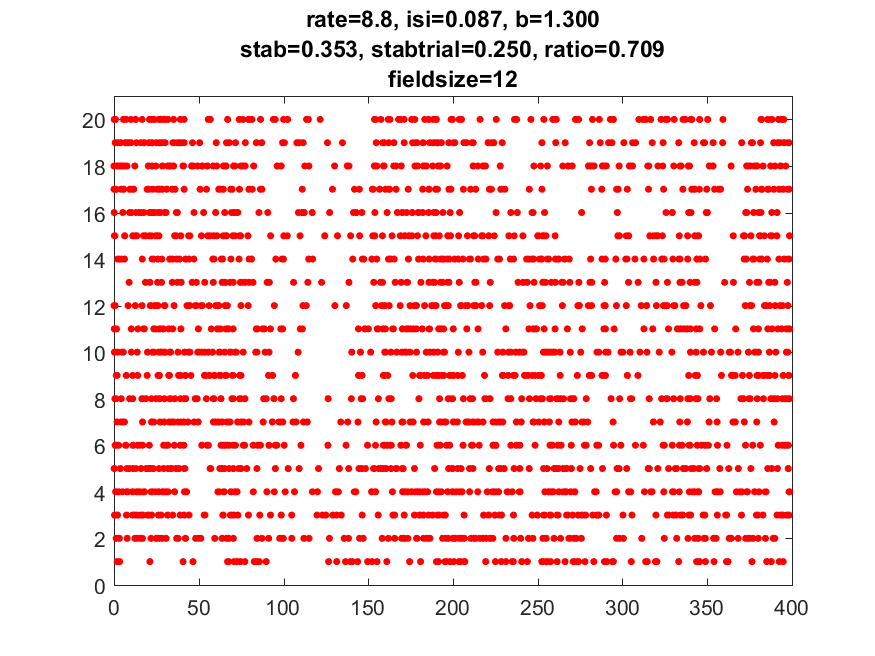 rate=8.8, isi=0.087, b=1.300
stab=0.353, stabtrial=0.250, ratio=0.709
fieldsize=12
20
18
16
14
12
10
8
6
4
2
0
0 50 100 150 200 250 300 350 400